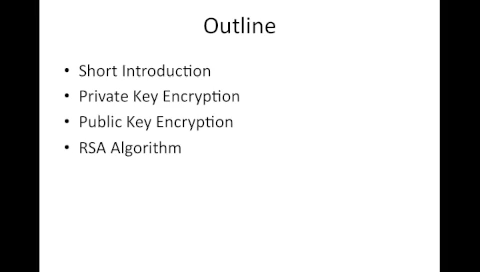 Outline
• Short Introduction
• Private Key Encryption
• Public Key Encryption
• RSA Algorithm